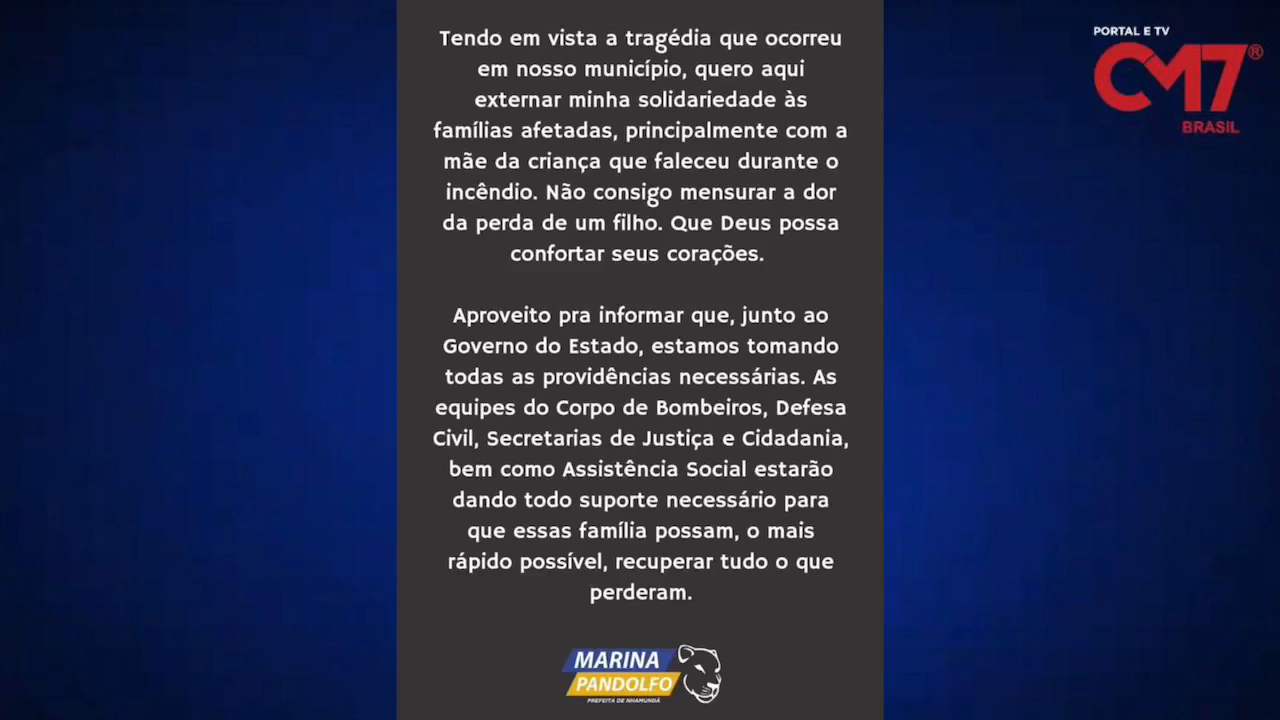 PORTAL E TV
CM7®
BRASIL
Tendo em vista a tragédia que ocorreu
em nosso município, quero aqui
externar minha solidariedade às
famílias afetadas, principalmente com a
mãe da criança que faleceu durante o
incêndio. Não consigo mensurar a dor
da perda de um filho. Que Deus possa
confortar seus corações.
Aproveito pra informar que, junto ao
Governo do Estado, estamos tomando
todas as providências necessárias. As
equipes do Corpo de Bombeiros, Defesa
Civil, Secretarias de Justiça e Cidadania,
bem como Assistência Social estarão
dando todo suporte necessário para
que essas família possam, o mais
rápido possível, recuperar tudo o que
perderam.
MARINA
PANDOLFO
PREFEITA DE NHAMUNDÁ